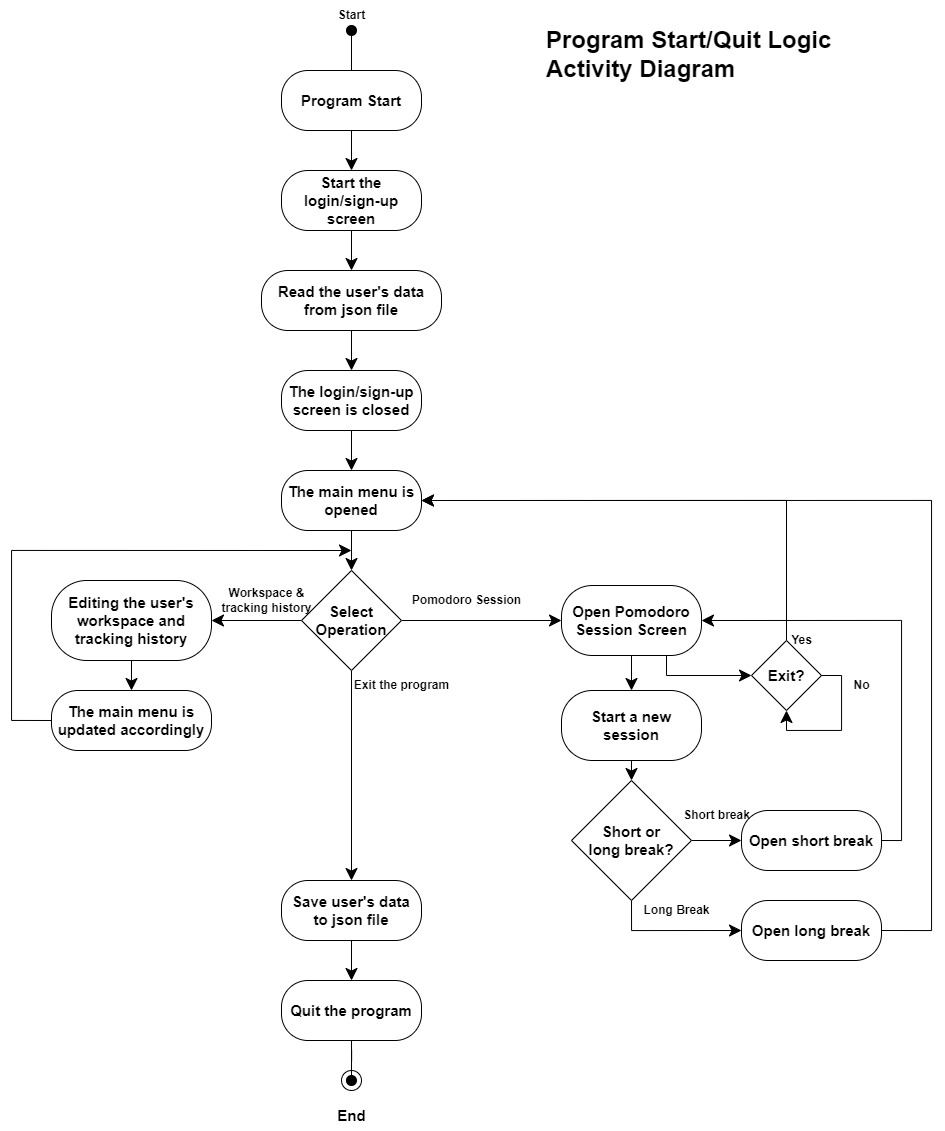 Start
Program Start/Quit Logic
Activity Diagram
Program Start
Start the
login/sign-up
screen
Read the user's data
from json file
The login/sign-up
screen is closed
The main menu is
opened
Workspace &
tracking history
Select
Operation
Pomodoro Session
Exit the program
Editing the user's
workspace and
tracking history
The main menu is
updated accordingly
Open Pomodoro
Session Screen
Yes
Exit?
No
Start a new
session
Short or
long break?
Short break
Open short break
Long Break
Open long break
Save user's data
to json file
Quit the program
End